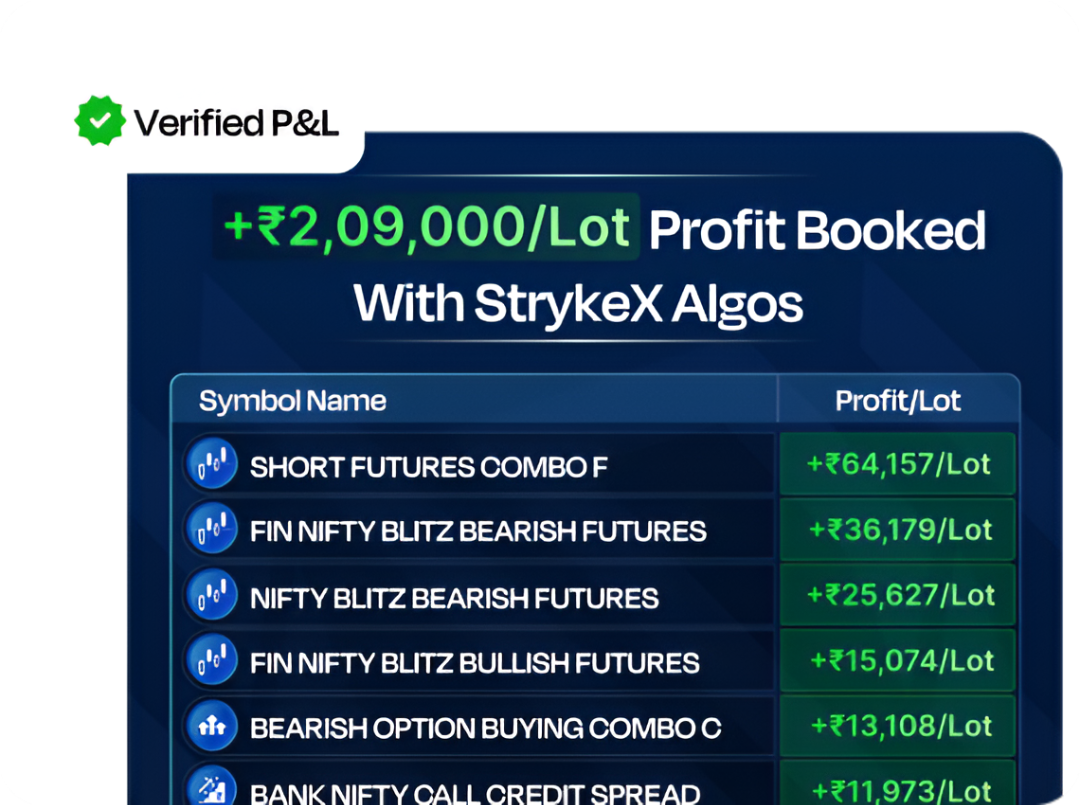 Verified P&L
+₹2,09,000/Lot Profit Booked
With StrykeX Algos
Symbol Name Profit/Lot
SHORT FUTURES COMBO F +₹64,157/Lot
FIN NIFTY BLITZ BEARISH FUTURES +₹36,179/Lot
NIFTY BLITZ BEARISH FUTURES +₹25,627/Lot
FIN NIFTY BLITZ BULLISH FUTURES +₹15,074/Lot
BEARISH OPTION BUYING COMBO C +₹13,108/Lot
BANK NIFTY CALL CREDIT SPREAD +₹11,973/Lot